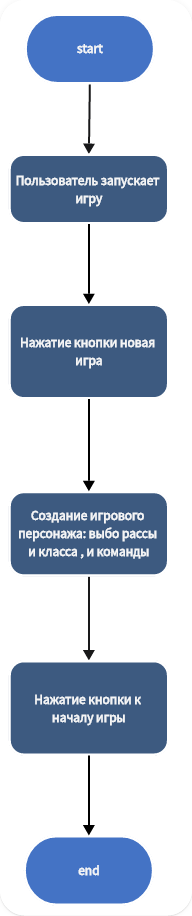 start
Пользователь запускает
игру
Нажатие кнопки новая
игра
Создание игрового
персонажа: выбо рассы
и класса , и команды
Нажатие кнопки к
началу игры
end